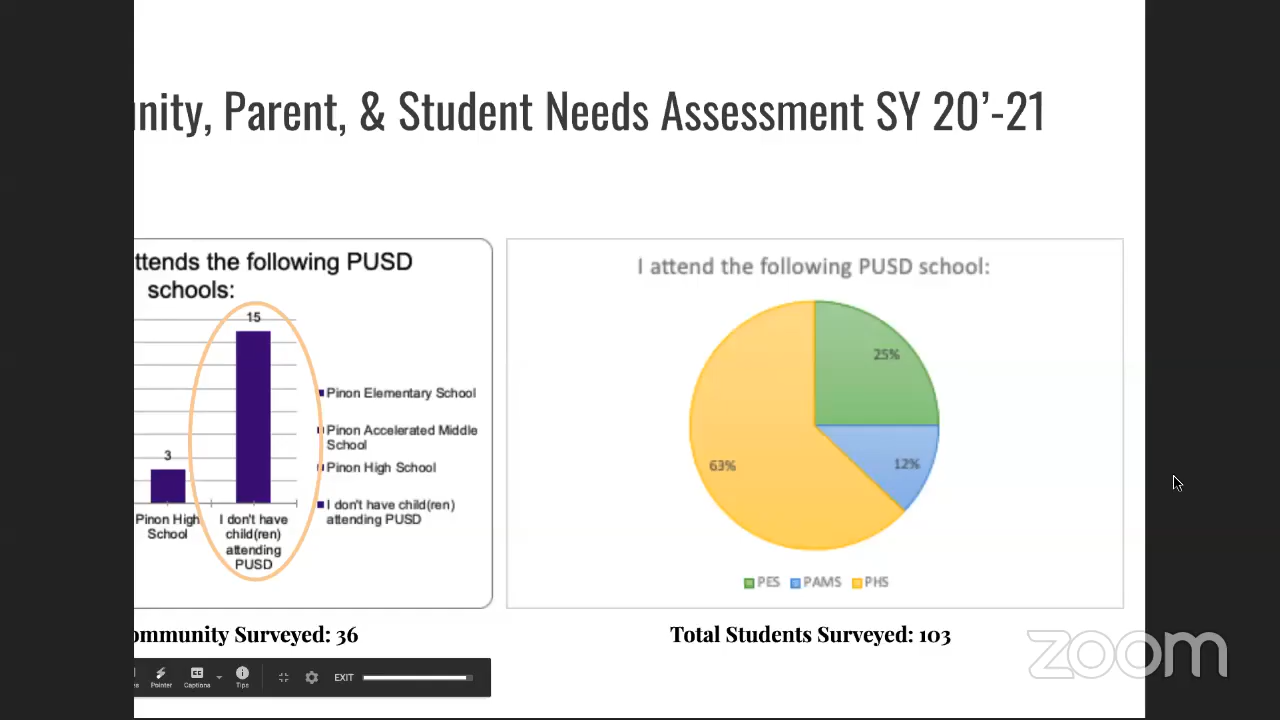 unity, Parent, & Student Needs Assessment SY 20'-21
ttends the following PUSD
schools:
15
3
Pinon High
School
I don't have
child(ren)
attending
PUSD
Pinon Elementary School
Pinon Accelerated Middle
School
Pinon High School
I don't have child(ren)
attending PUSD
ommunity Surveyed: 36
I attend the following PUSD school:
25%
12%
63%
PES PAMS PHS
Total Students Surveyed: 103
Pointer
Captions
Tips
EXIT
zoom